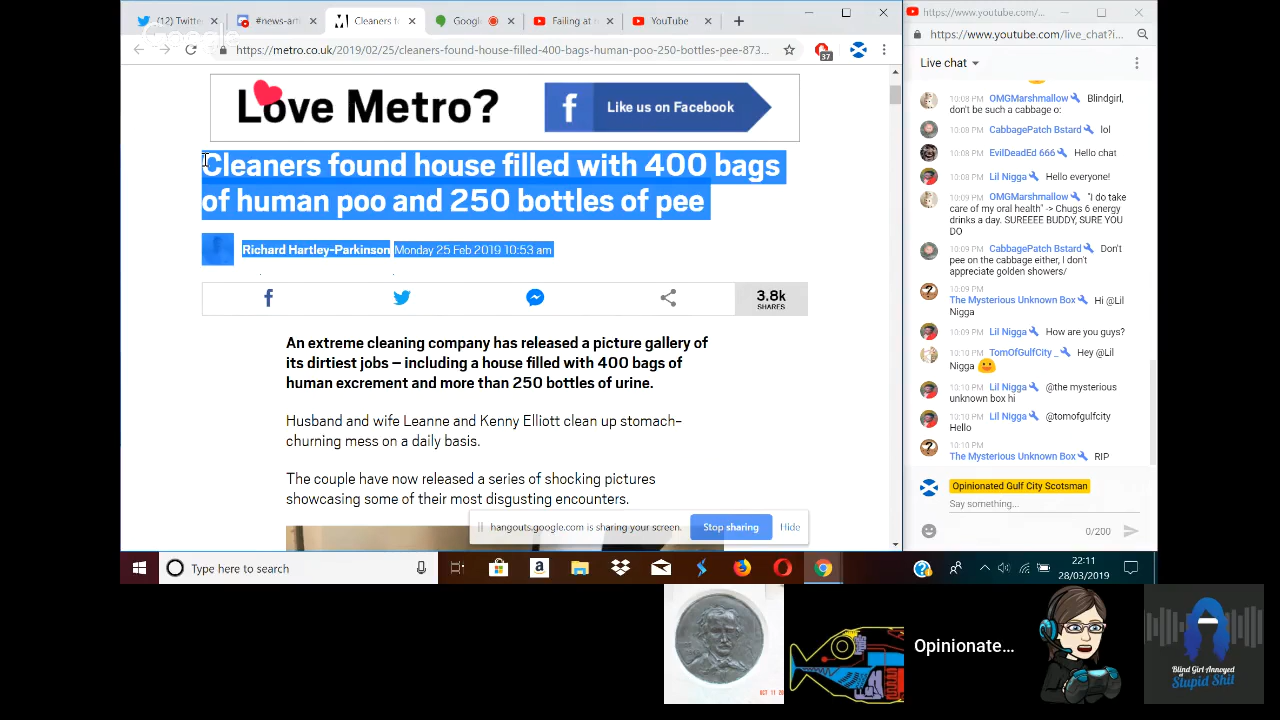 (12) Twitte
#news-art
Cleaners fo
Google
Failing at n
YouTube
Google
https://metro.co.uk/2019/02/25/cleaners-found-house-filled-400-bags-human-poo-250-bottles-pee-873...
37
Love Metro?
f
Like us on Facebook
Cleaners found house filled with 400 bags
of human poo and 250 bottles of pee
Richard Hartley-Parkinson Monday 25 Feb 2019 10:53 am
3.8k
SHARES
An extreme cleaning company has released a picture gallery of
its dirtiest jobs – including a house filled with 400 bags of
human excrement and more than 250 bottles of urine.
Husband and wife Leanne and Kenny Elliott clean up stomach-
churning mess on a daily basis.
The couple have now released a series of shocking pictures
showcasing some of their most disgusting encounters.
hangouts.google.com is sharing your screen.
Stop sharing
Hide
Type here to search
22:11
28/03/2019
https://www.youtube.com/...
https://www.youtube.com/live_chat?i...
Live chat
10:08 PM OMGMarshmallow Blindgirl,
don't be such a cabbage o:
10:08 PM CabbagePatch Bstard lol
10:08 PM EvilDeadEd 666 Hello chat
10:08 PM Lil Nigga Hello everyone!
10:09 PM OMGMarshmallow "I do take
care of my oral health" -> Chugs 6 energy
drinks a day. SUREEEE BUDDY, SURE YOU
DO
10:09 PM CabbagePatch Bstard Don't
pee on the cabbage either, I don't
appreciate golden showers/
10:09 PM
The Mysterious Unknown Box Hi @Lil
Nigga
10:09 PM Lil Nigga How are you guys?
10:10 PM TomOfGulfCity _ Hey @Lil
Nigga
10:10 PM Lil Nigga @the mysterious
unknown box hi
10:10 PM Lil Nigga @tomofgulfcity
Hello
10:10 PM
The Mysterious Unknown Box RIP
Opinionated Gulf City Scotsman
Say something...
0/200
Opinionate...
Blind Girl Annoyed
of Stupid Shit